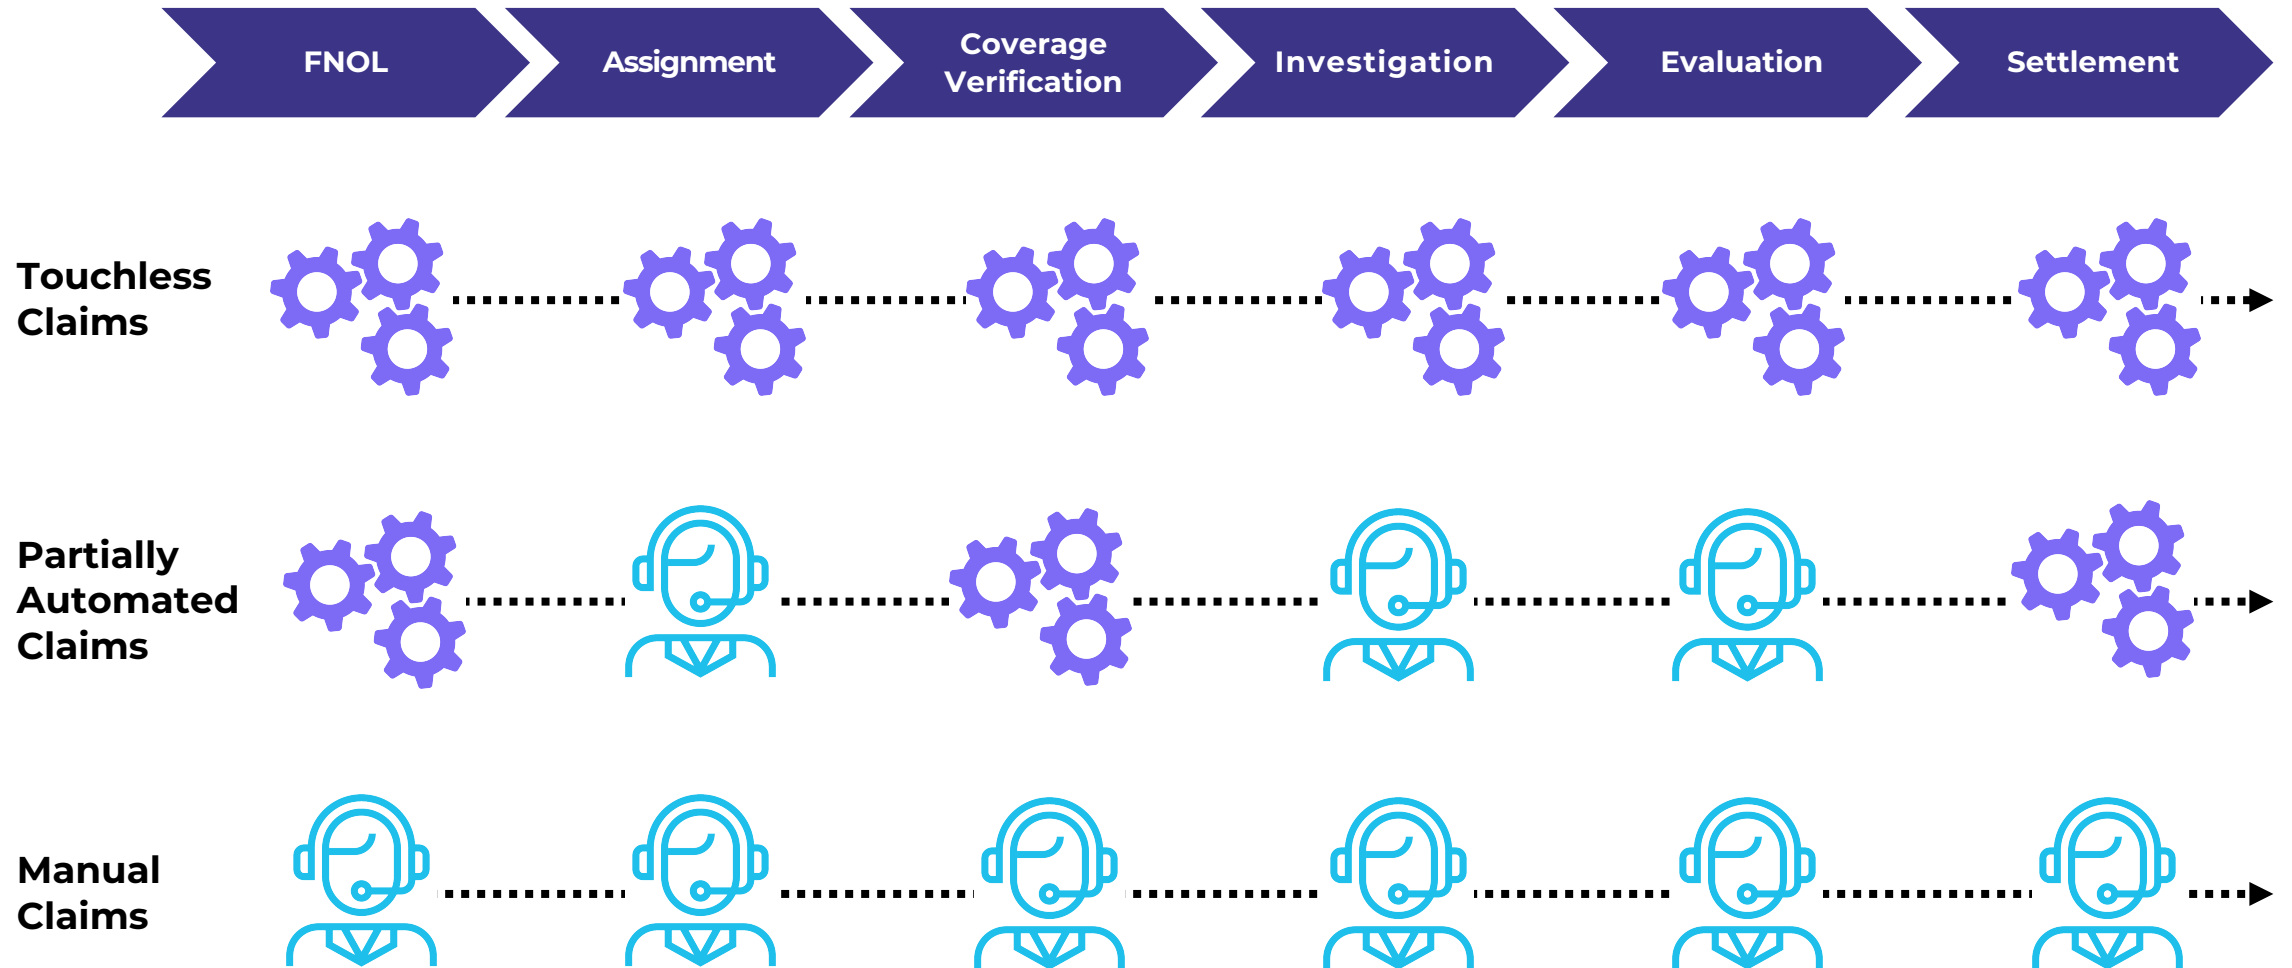 FNOL
Assignment
Coverage
Verification
Investigation
Evaluation
Settlement
Touchless
Claims
Partially
Automated
Claims
Manual
Claims